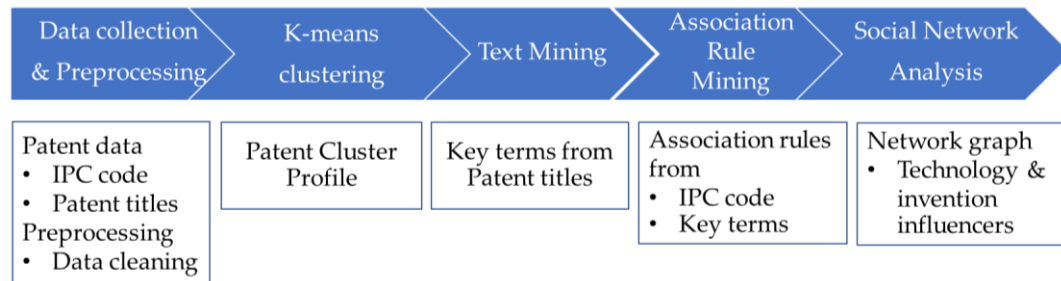 Data collection
& Preprocessing
K-means
clustering
Text Mining
Association
Rule
Mining
Social Network
Analysis
Patent data
• IPC code
• Patent titles
Preprocessing
• Data cleaning
Patent Cluster
Profile
Key terms from
Patent titles
Association rules
from
• IPC code
• Key terms
Network graph
• Technology &
invention
influencers